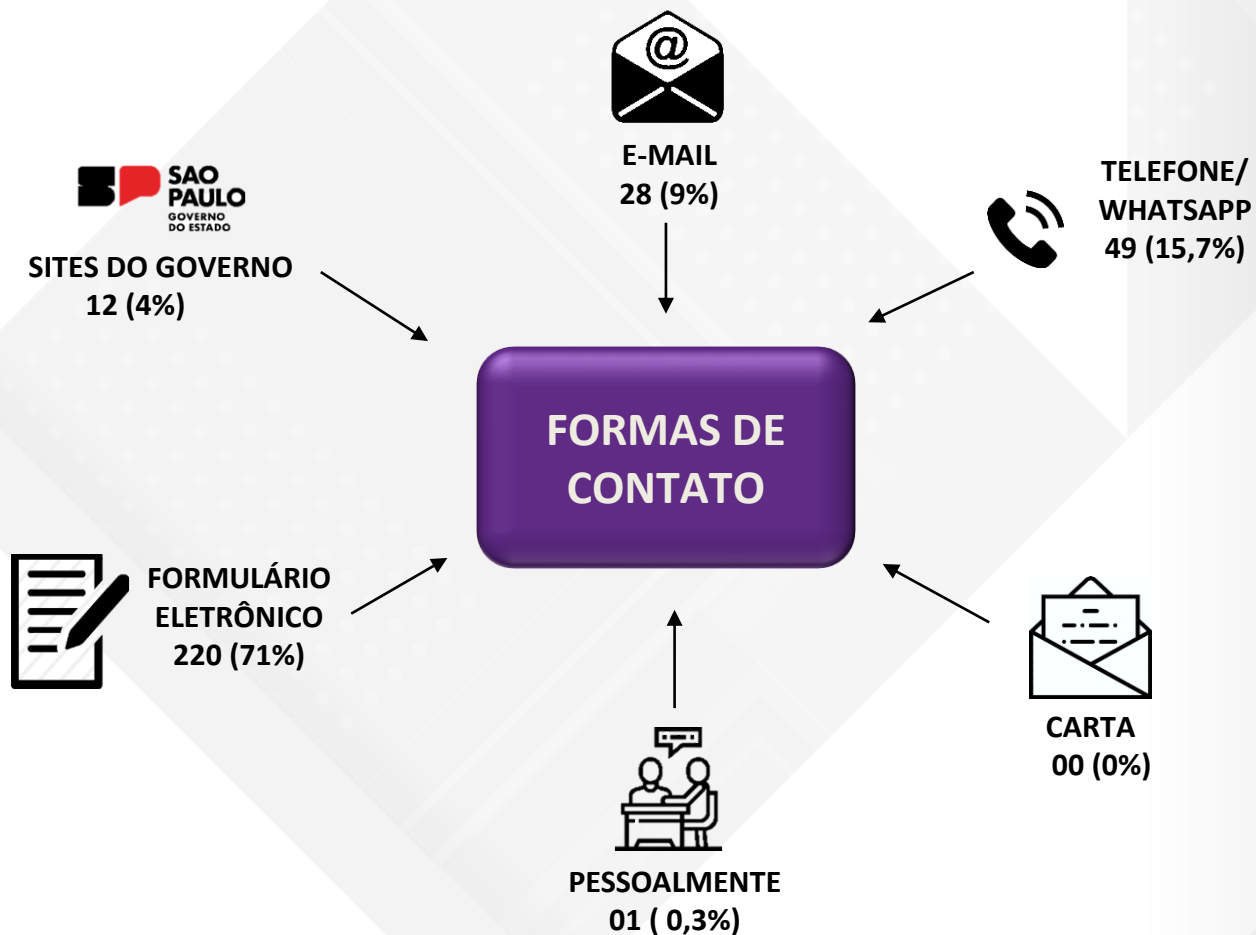 @
E-MAIL
28 (9%)
SAO
PAULO
GOVERNO
DO ESTADO
SITES DO GOVERNO
12 (4%)
TELEFONE/
WHATSAPP
49 (15,7%)
FORMAS DE
CONTATO
FORMULÁRIO
ELETRÔNICO
220 (71%)
CARTA
00 (0%)
PESSOALMENTE
01 ( 0,3%)